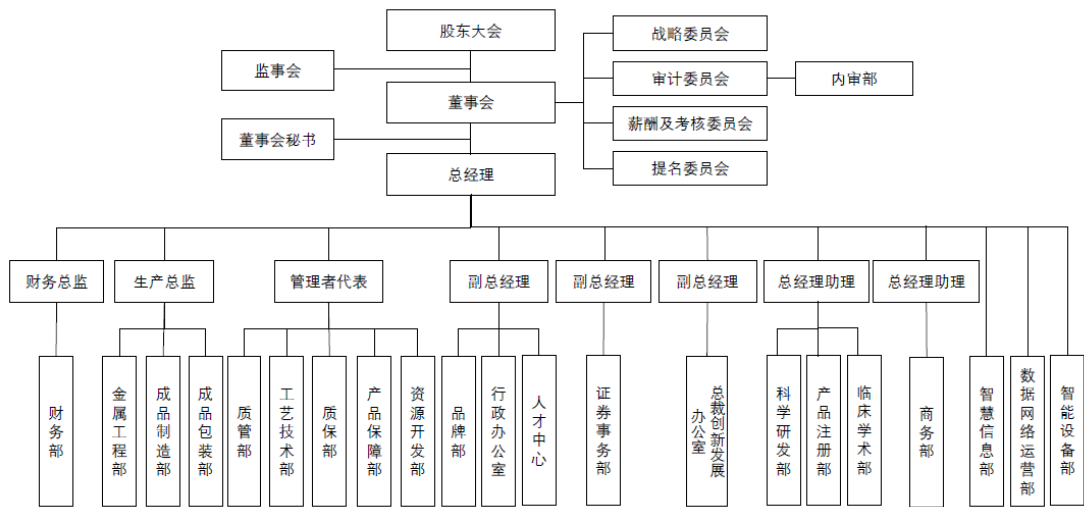 股东大会
战略委员会
监事会
审计委员会
内审部
董事会
薪酬及考核委员会
董事会秘书
提名委员会
总经理
财务总监
生产总监
管理者代表
副总经理
副总经理
副总经理
总经理助理
总经理助理
财务部
金属工程部
成品制造部
成品包装部
质管部
工艺技术部
质保部
产品保障部
资源开发部
品牌部
行政办公室
人才中心
证券事务部
总裁创新发展
办公室
科学研发部
产品注册部
临床学术部
商务部
智慧信息部
数据网络运营部
智能设备部